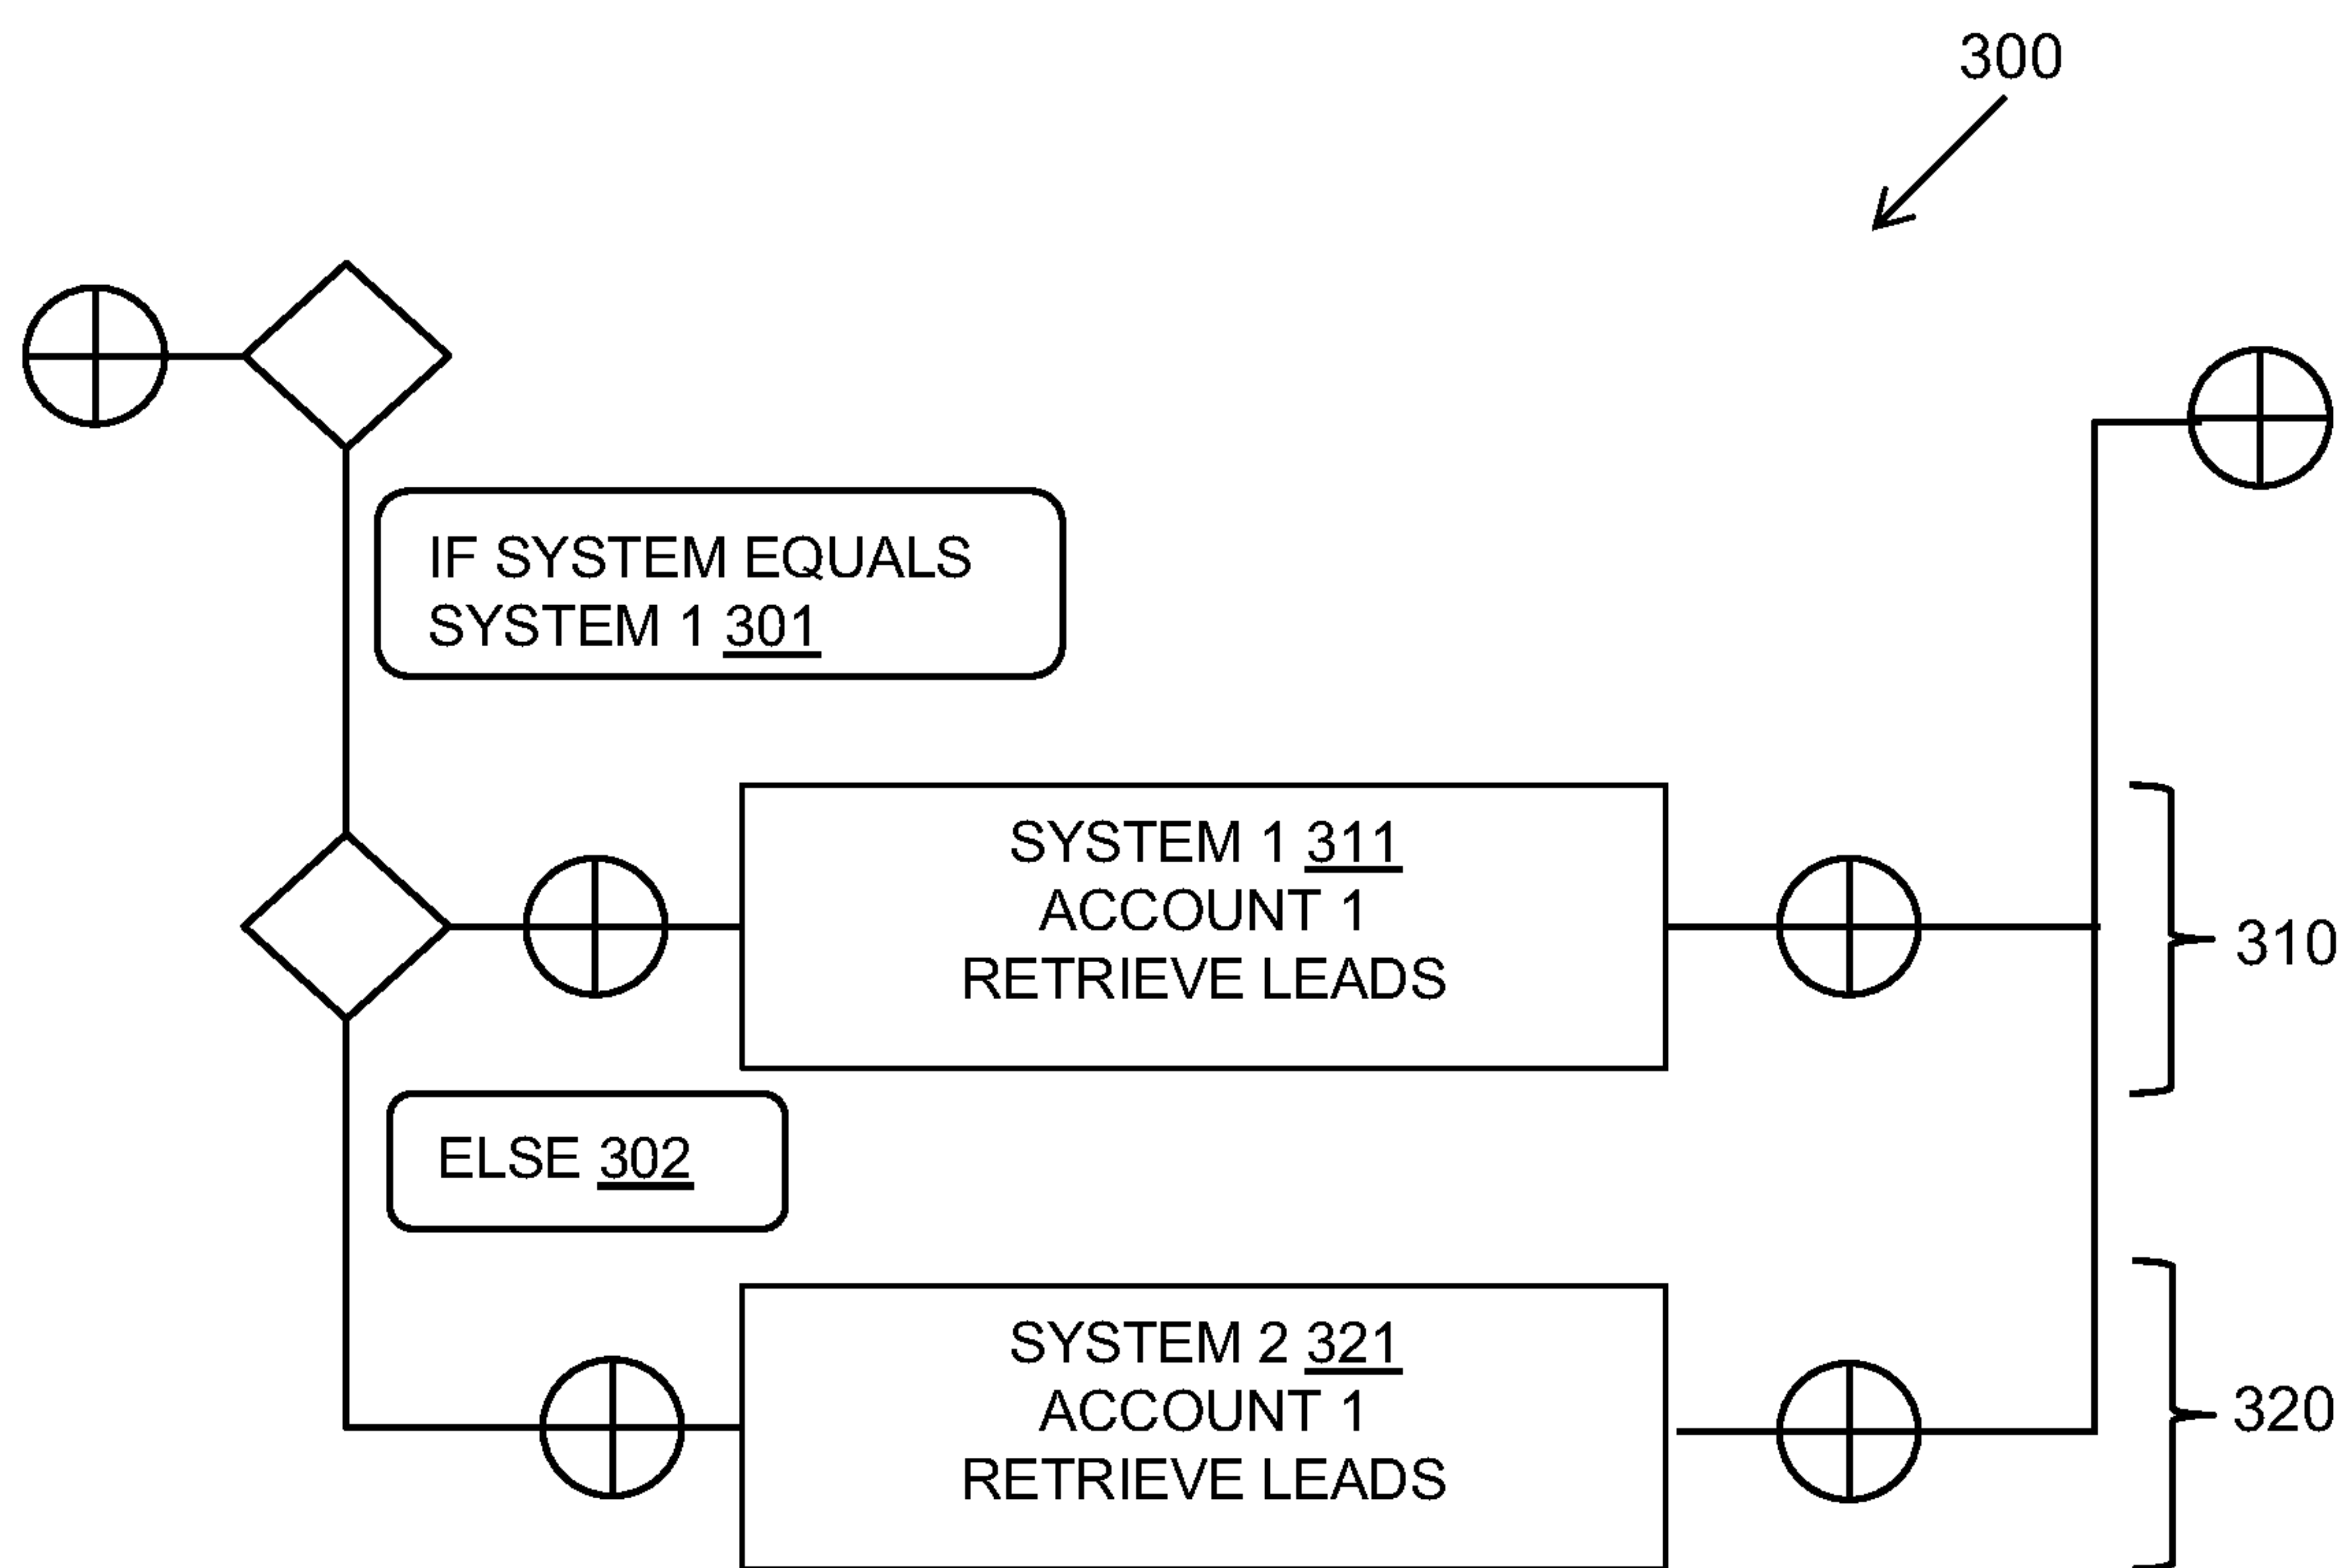 300
IF SYSTEM EQUALS
SYSTEM 1 301
SYSTEM 1 311
ACCOUNT 1
RETRIEVE LEADS
310
ELSE 302
SYSTEM 2 321
ACCOUNT 1
RETRIEVE LEADS
320